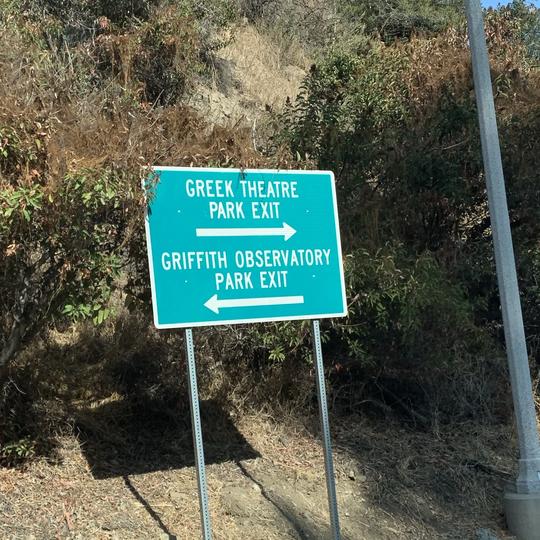 GREEK THEATRE
PARK EXIT
GRIFFITH OBSERVATORY
PARK EXIT